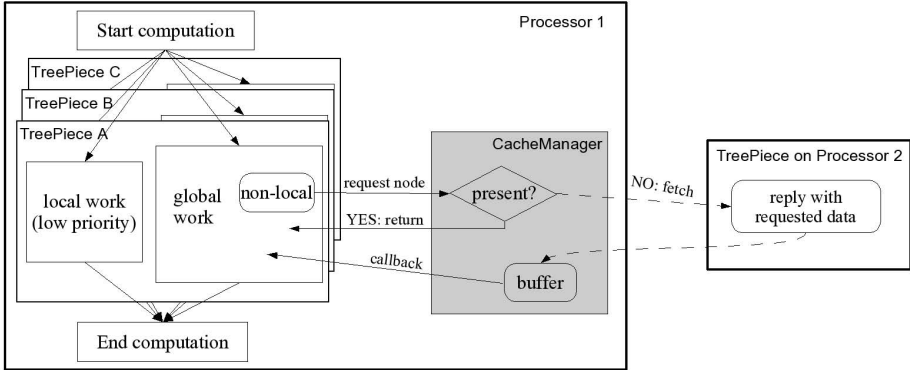 Processor 1
Start computation
TreePiece C
TreePiece B
TreePiece A
local work
(low priority)
global
work
non-local
request node
YES: return
callback
CacheManager
present?
buffer
NO: fetch
TreePiece on Processor 2
reply with
requested data
End computation